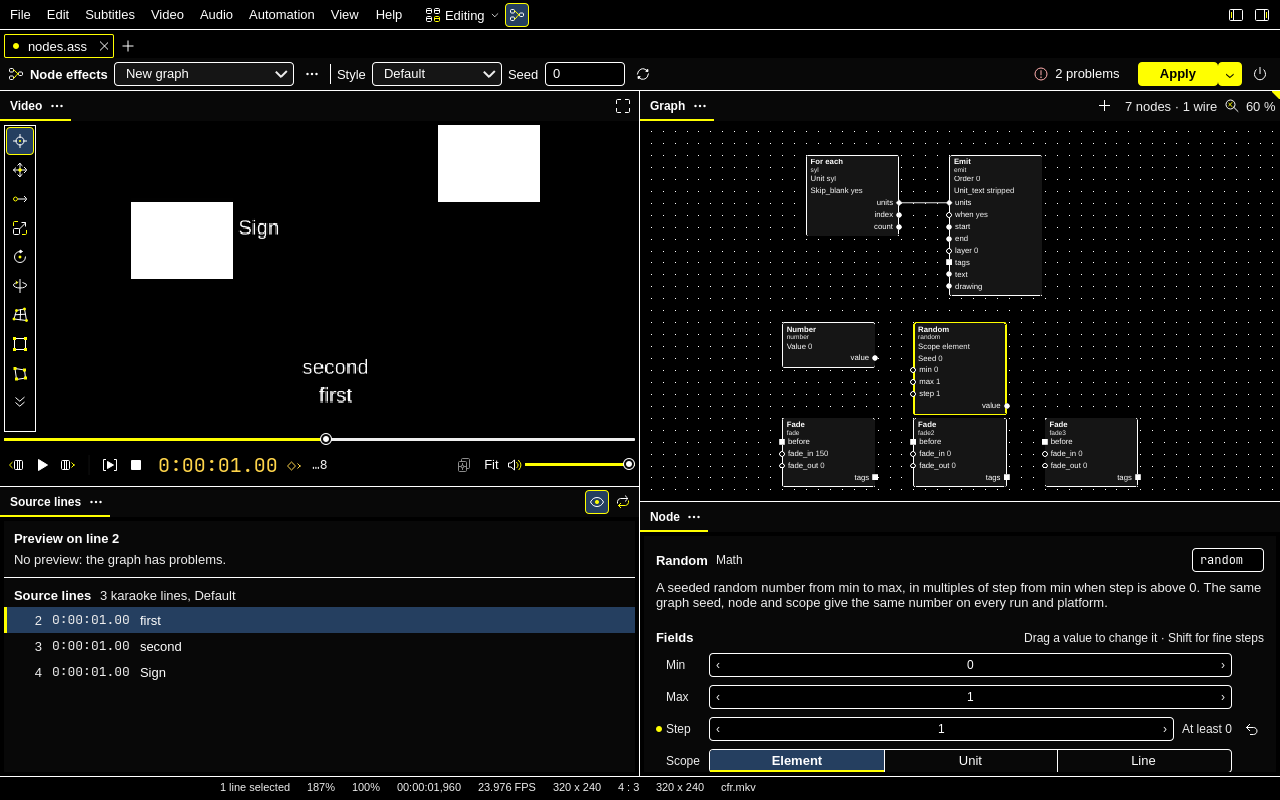 File Edit Subtitles Video Audio Automation View Help Editing
nodes.ass
Node effects New graph Style Default Seed 0 2 problems Apply
Video
Graph 7 nodes · 1 wire 60 %
Sign
second
first
For each
syl
Unit syl
Skip_blank yes
units
index
count
Emit
emit
Order 0
Unit_text stripped
units
when yes
start
end
layer 0
tags
text
drawing
Number
number
Value 0
value
Random
random
Scope element
Seed 0
min 0
max 1
step 1
value
Fade
fade
before
fade_in 150
fade_out 0
tags
Fade
fade2
before
fade_in 0
fade_out 0
tags
Fade
fade3
before
fade_in 0
fade_out 0
tags
0:00:01.00 ...8 Fit
Source lines
Preview on line 2
No preview: the graph has problems.
Source lines 3 karaoke lines, Default
2 0:00:01.00 first
3 0:00:01.00 second
4 0:00:01.00 Sign
Node
Random Math random
A seeded random number from min to max, in multiples of step from min when step is above 0. The same
graph seed, node and scope give the same number on every run and platform.
Fields Drag a value to change it · Shift for fine steps
Min ‹ 0 ›
Max ‹ 1 ›
Step ‹ 1 › At least 0
Scope Element Unit Line
1 line selected 187% 100% 00:00:01,960 23.976 FPS 320 x 240 4 : 3 320 x 240 cfr.mkv